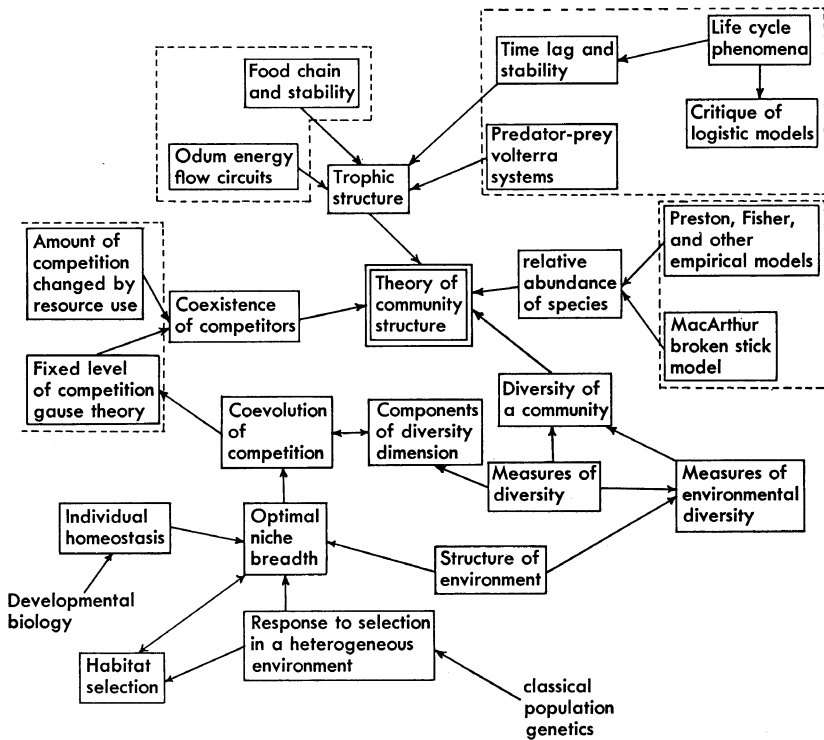 Food chain
and stability
Odum energy
flow circuits
Trophic
structure
Time lag and
stability
Life cycle
phenomena
Critique of
logistic models
Predator-prey
volterra
systems
Amount of
competition
changed by
resource use
Fixed level
of competition
gause theory
Coexistence
of competitors
Theory of
community
structure
relative
abundance
of species
Preston, Fisher,
and other
empirical models
MacArthur
broken stick
model
Coevolution
of
competition
Components
of diversity
dimension
Diversity of
a community
Measures of
diversity
Measures of
environmental
diversity
Individual
homeostasis
Optimal
niche
breadth
Structure of
environment
Developmental
biology
Habitat
selection
Response to selection
in a heterogeneous
environment
classical
population
genetics